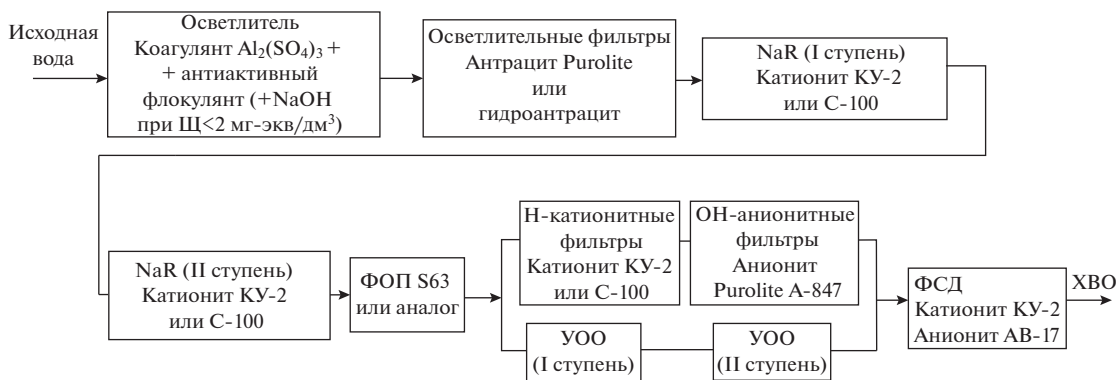 Исходная
вода
Осветлитель
Коагулянт Al₂(SO₄)₃ +
+ антиактивный
флокулянт (+NaOH
при Щ<2 мг-экв/дм³)
Осветлительные фильтры
Антрацит Purolite
или
гидроантрацит
NaR (I ступень)
Катионит КУ-2
или С-100
NaR (II ступень)
Катионит КУ-2
или С-100
ФОП S63
или аналог
Н-катионитные
фильтры
Катионит КУ-2
или С-100
ОН-анионитные
фильтры
Анионит
Purolite A-847
УОО
(I ступень)
УОО
(II ступень)
ФСД
Катионит КУ-2
Анионит АВ-17
ХВО